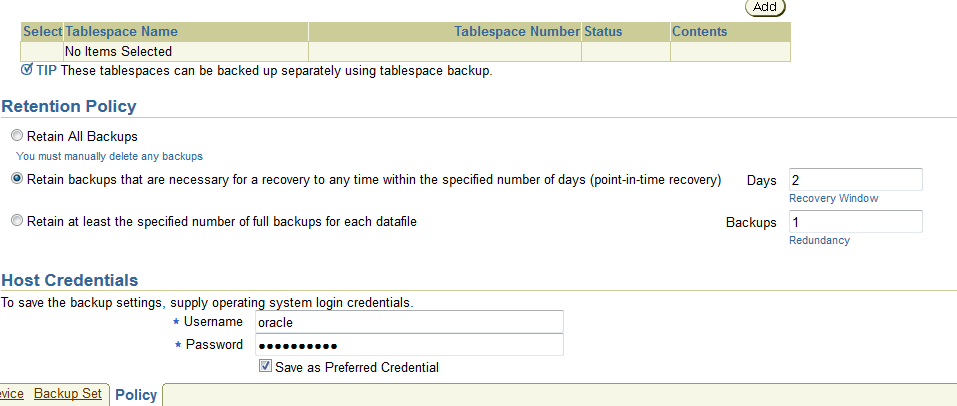 Add
Select Tablespace Name Tablespace Number Status Contents
No Items Selected
TIP These tablespaces can be backed up separately using tablespace backup.
Retention Policy
Retain All Backups
You must manually delete any backups
Retain backups that are necessary for a recovery to any time within the specified number of days (point-in-time recovery) Days 2
Recovery Window
Retain at least the specified number of full backups for each datafile Backups 1
Redundancy
Host Credentials
To save the backup settings, supply operating system login credentials.
* Username oracle
* Password ●●●●●●●●●●
Save as Preferred Credential
evice Backup Set Policy